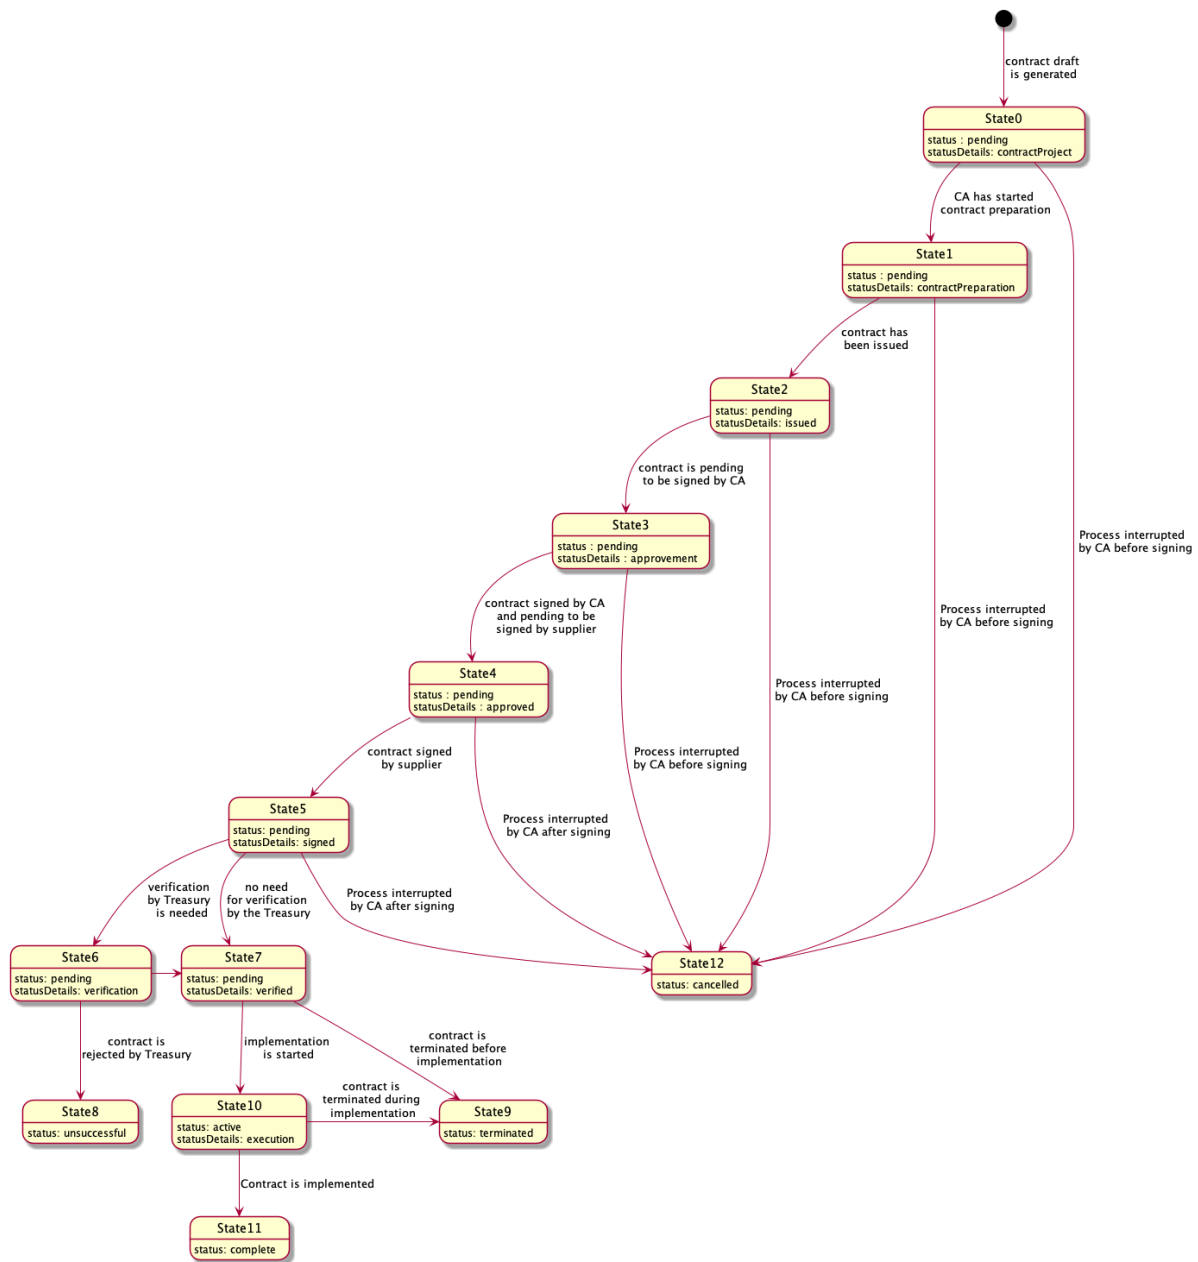 contract draft
is generated
State0
status : pending
statusDetails: contractProject
CA has started
contract preparation
State1
status : pending
statusDetails: contractPreparation
contract has
been issued
State2
status: pending
statusDetails: issued
contract is pending
to be signed by CA
State3
status : pending
statusDetails : approvement
Process interrupted
by CA before signing
contract signed by CA
and pending to be
signed by supplier
Process interrupted
by CA before signing
State4
status : pending
statusDetails : approved
Process interrupted
by CA before signing
contract signed
by supplier
Process interrupted
by CA before signing
State5
status: pending
statusDetails: signed
Process interrupted
by CA after signing
verification
by Treasury
is needed
no need
for verification
by the Treasury
Process interrupted
by CA after signing
State6
status: pending
statusDetails: verification
State7
status: pending
statusDetails: verified
State12
status: cancelled
contract is
rejected by Treasury
implementation
is started
contract is
terminated before
implementation
State8
status: unsuccessful
State10
status: active
statusDetails: execution
contract is
terminated during
implementation
State9
status: terminated
Contract is implemented
State11
status: complete